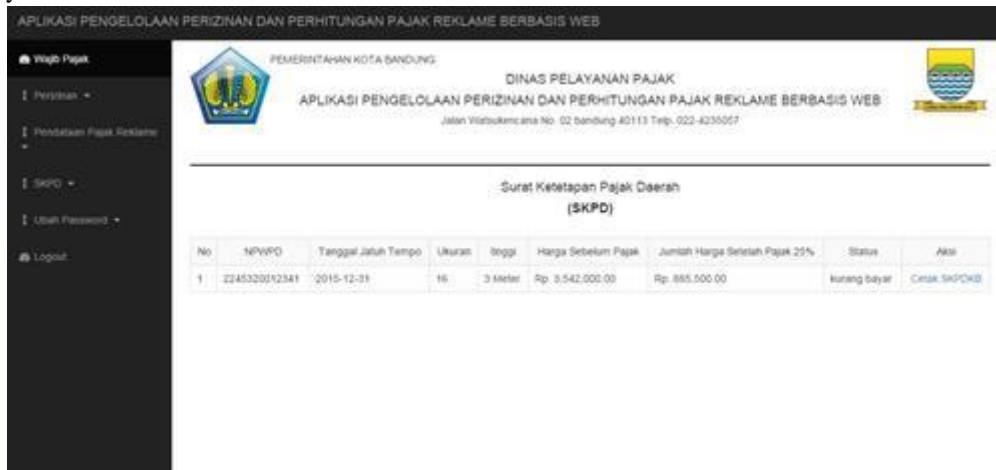 APLIKASI PENGELOLAAN PERIZINAN DAN PERHITUNGAN PAJAK REKLAME BERBASIS WEB
Wajib Pajak
Perizinan
Pendataan Pajak Reklame
SKPD
Ubah Password
Logout
PEMERINTAHAN KOTA BANDUNG
DINAS PELAYANAN PAJAK
APLIKASI PENGELOLAAN PERIZINAN DAN PERHITUNGAN PAJAK REKLAME BERBASIS WEB
Jalan Wastukencana No. 02 bandung 40113 Telp. 022-4235057
Surat Ketetapan Pajak Daerah
(SKPD)
No NPWPD Tanggal Jatuh Tempo Ukuran tinggi Harga Sebelum Pajak Jumlah Harga Setelah Pajak 25% Status Aksi
1 2245320012341 2015-12-31 16 3 Meter Rp. 3,542,000.00 Rp. 885,500.00 kurang bayar Cetak SKPDKB